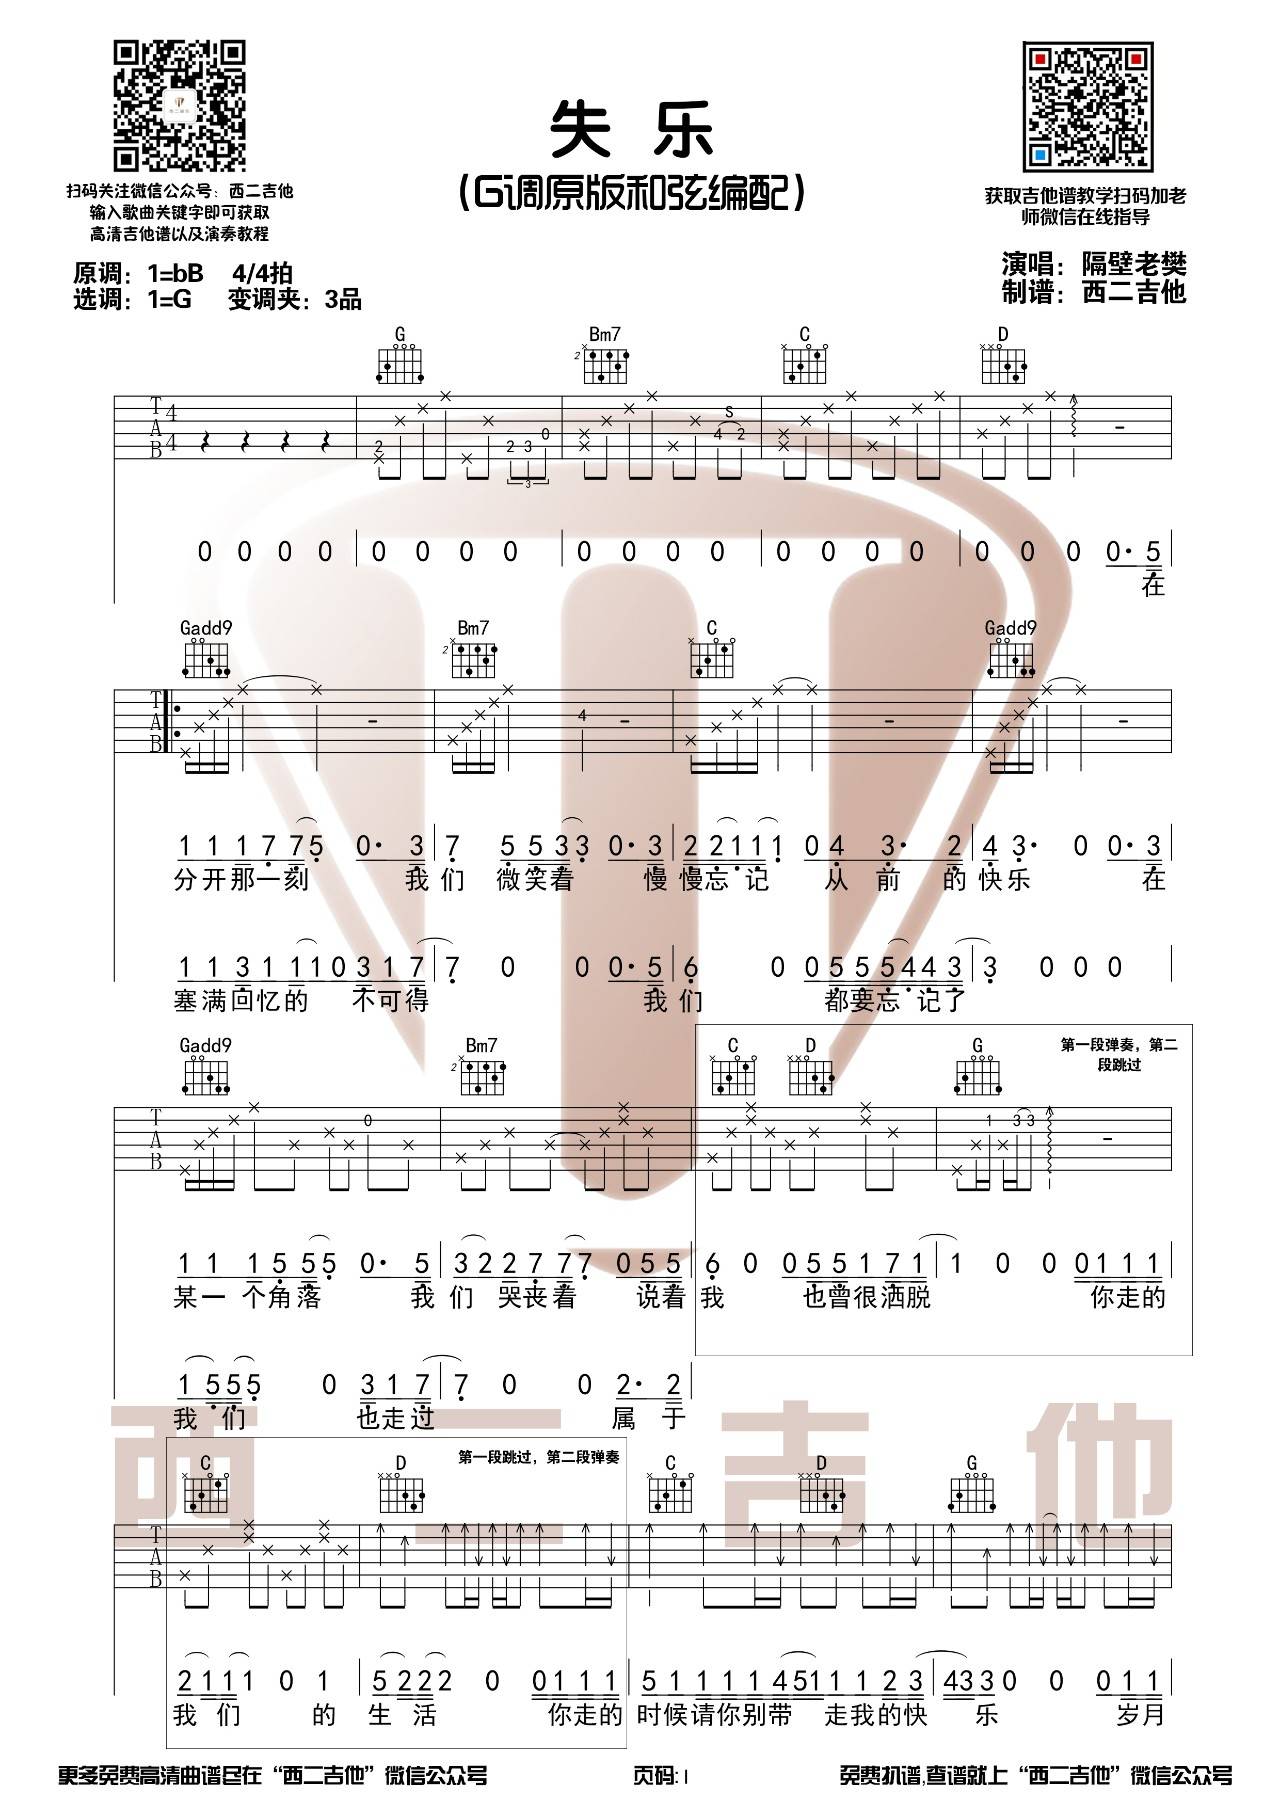 失 乐
(G调原版和弦编配)
扫码关注微信公众号：西二吉他
输入歌曲关键字即可获取
高清吉他谱以及演奏教程
获取吉他谱教学扫码加老
师微信在线指导
原调：1=bB 4/4拍
选调：1=G 变调夹：3品
演唱：隔壁老樊
制谱：西二吉他
G Bm7 C D
2
T 4
A
B 4
2 2 3 0 4 S 2
3
0 0 0 0 0 0 0 0 0 0 0 0 0 0 0 0 0 0 0 0· 5
在
Gadd9 Bm7 C Gadd9
2
T
A
B
4
1 1 1 7 7 5 0· 3 7 5 5 3 3 0· 3 2 2 1 1 1 0 4 3· 2 4 3· 0 0· 3
分开那一刻 我们 微笑着 慢慢忘记 从前 的快乐 在
1 1 3 1 1 1 0 3 1 7 7 0 0 0· 5 6 0 0 5 5 5 4 4 3 3 0 0 0
塞满回忆的 不可得 我们 都要忘记了
Gadd9 Bm7 C D G 第一段弹奏，第二
段跳过
2
T
A
B
0 1 3 3
1 1 1 5 5 5 0· 5 3 2 2 7 7 7 0 5 5 6 0 0 5 5 1 7 1 1 0 0 0 1 1 1
某一个角落 我们哭丧着 说着我 也曾很洒脱 你走的
1 5 5 5 0 3 1 7 7 0 0 2· 2
我们 也走过 属于
西二吉他
C D 第一段跳过，第二段弹奏 C D G
T
A
B
2 1 1 1 1 0 1 5 2 2 2 2 0 0 1 1 1 5 1 1 1 1 4 5 1 1 1 2 3 4 3 3 0 0 0 1 1
我们 的 生活 你走的 时候请你别带 走我的快 乐 岁月
更多免费高清曲谱尽在“西二吉他”微信公众号 页码:1 免费扒谱,查谱就上“西二吉他”微信公众号